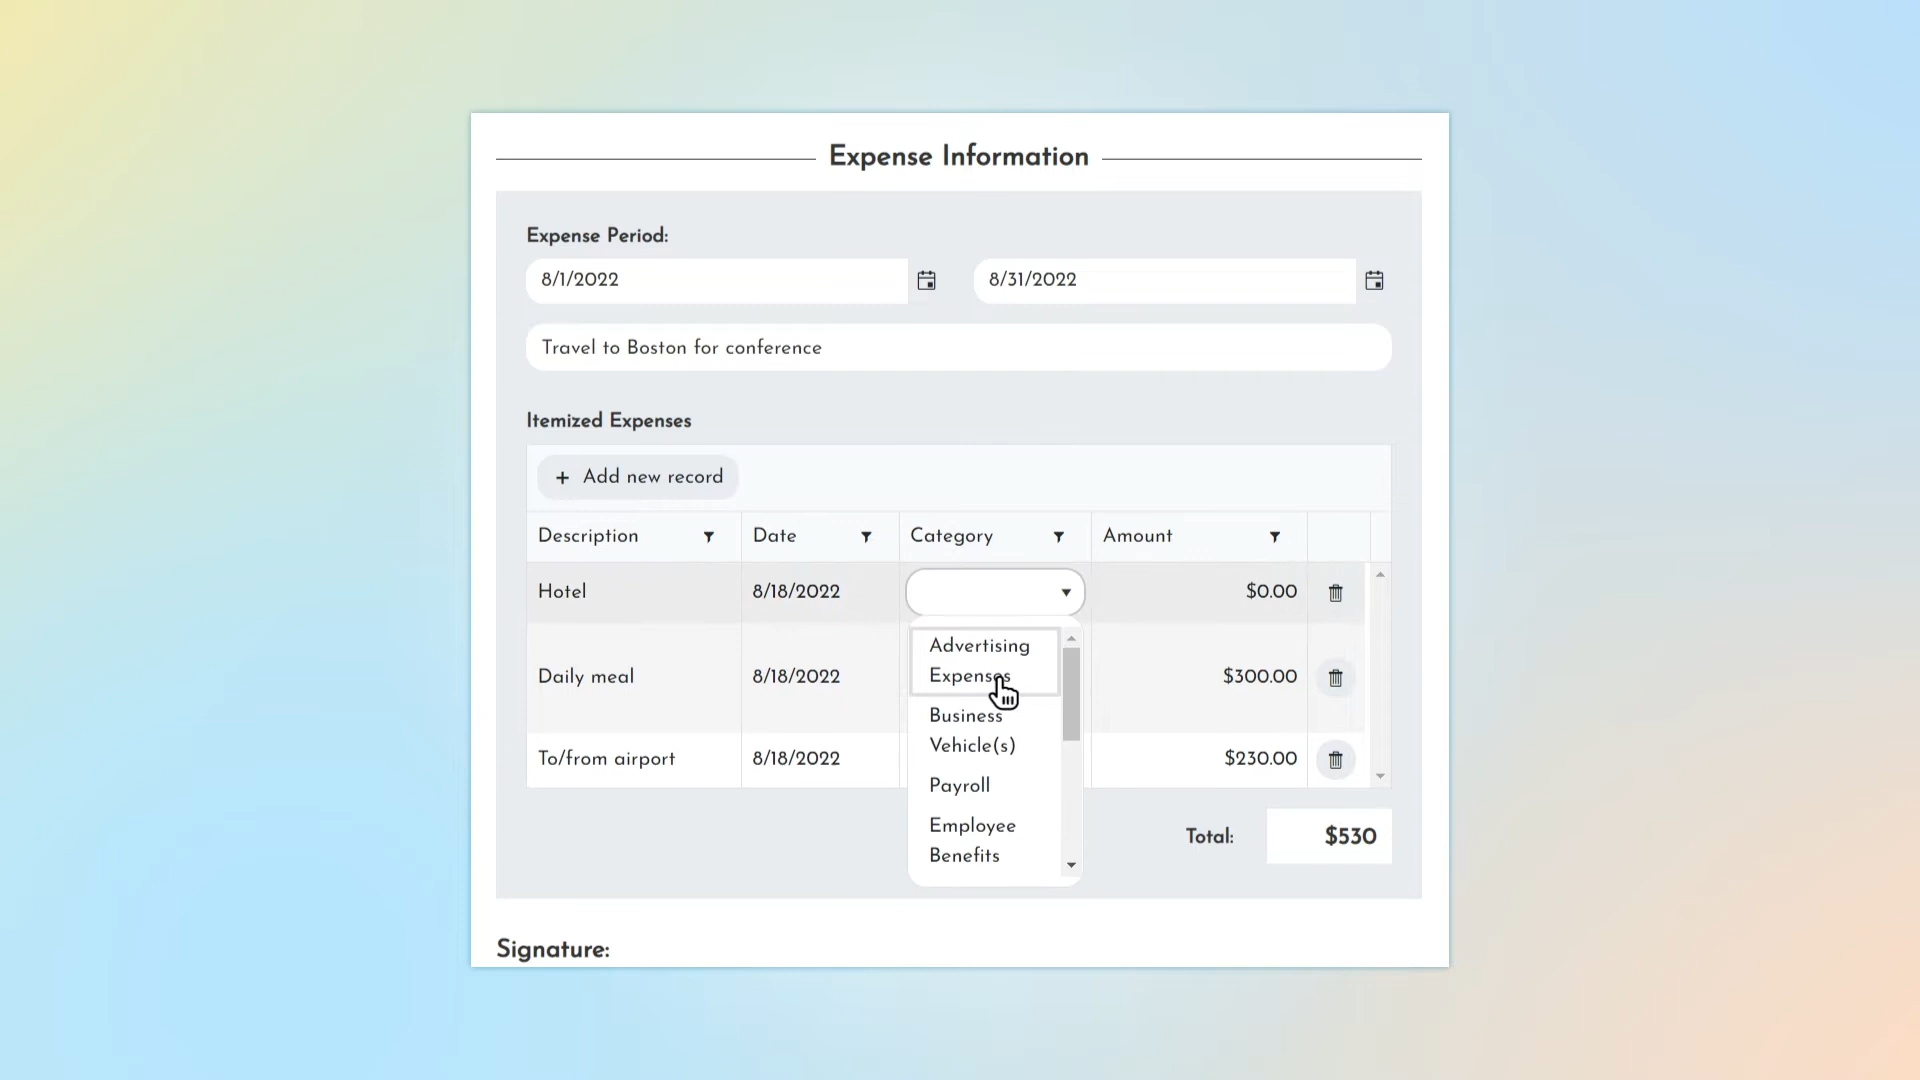 Expense Information
Expense Period:
8/1/2022 8/31/2022
Travel to Boston for conference
Itemized Expenses
+ Add new record
Description Date Category Amount
Hotel 8/18/2022 $0.00
Advertising
Expenses
Daily meal 8/18/2022 $300.00
Business
Vehicle(s)
To/from airport 8/18/2022 $230.00
Payroll
Employee
Benefits
Total: $530
Signature: